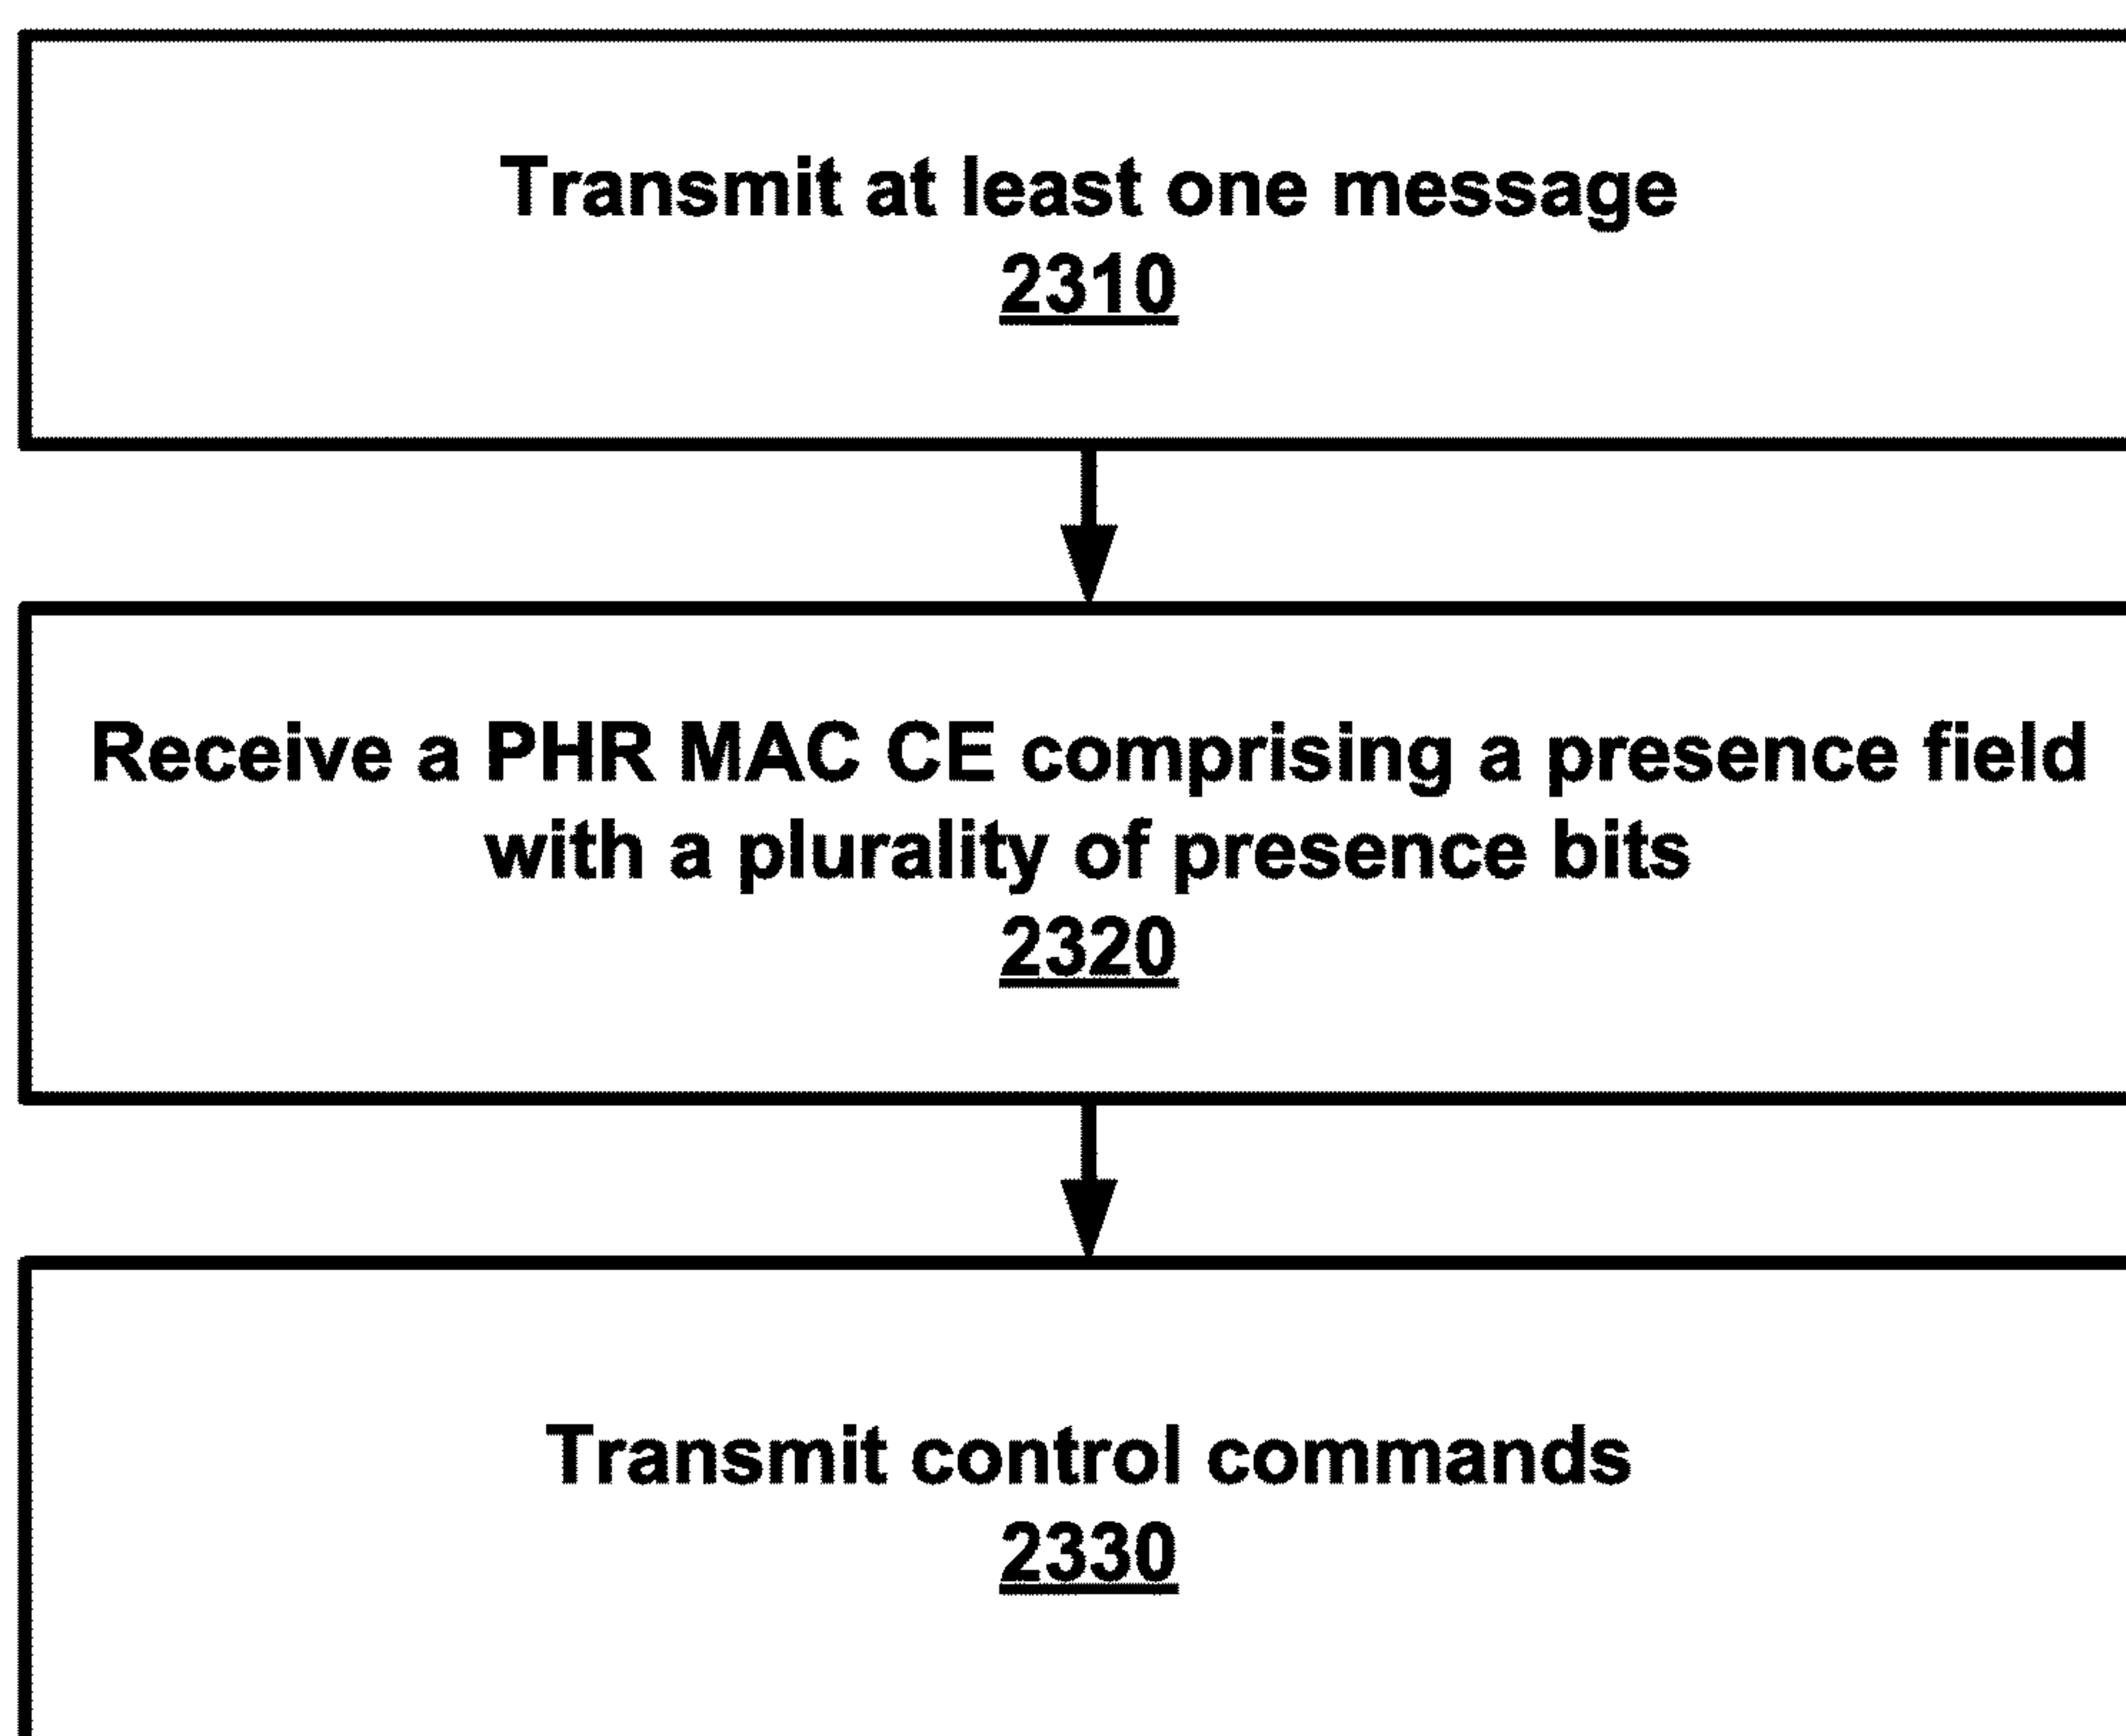 Transmit at least one message
2310
Receive a PHR MAC CE comprising a presence field
with a plurality of presence bits
2320
Transmit control commands
2330